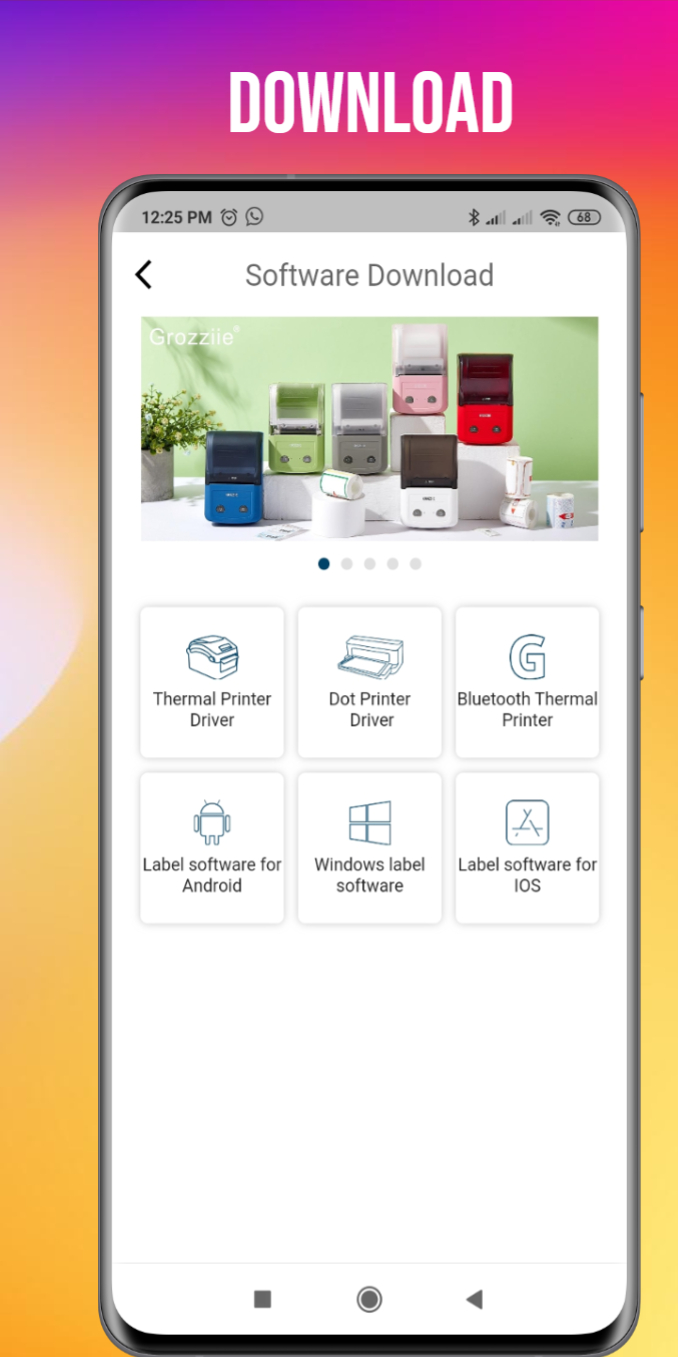 DOWNLOAD
12:25 PM
68
Software Download
Grozziie®
Thermal Printer
Driver
Dot Printer
Driver
G
Bluetooth Thermal
Printer
Label software for
Android
Windows label
software
Label software for
IOS